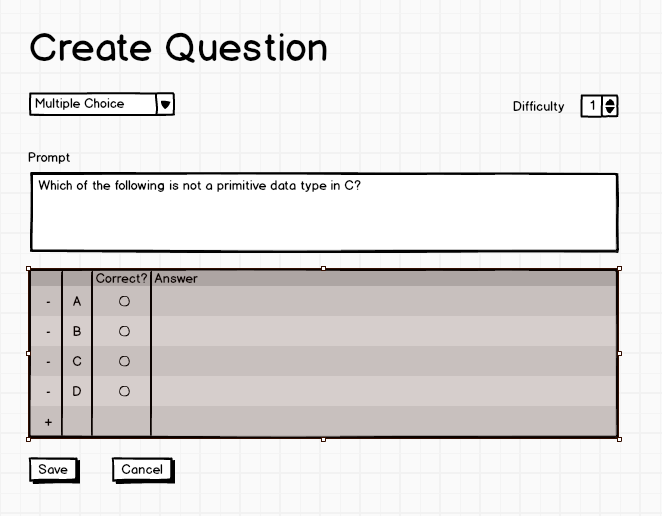 Create Question
Multiple Choice
Difficulty 1
Prompt
Which of the following is not a primitive data type in C?
Correct? Answer
- A
- B
- C
- D
+
Save Cancel